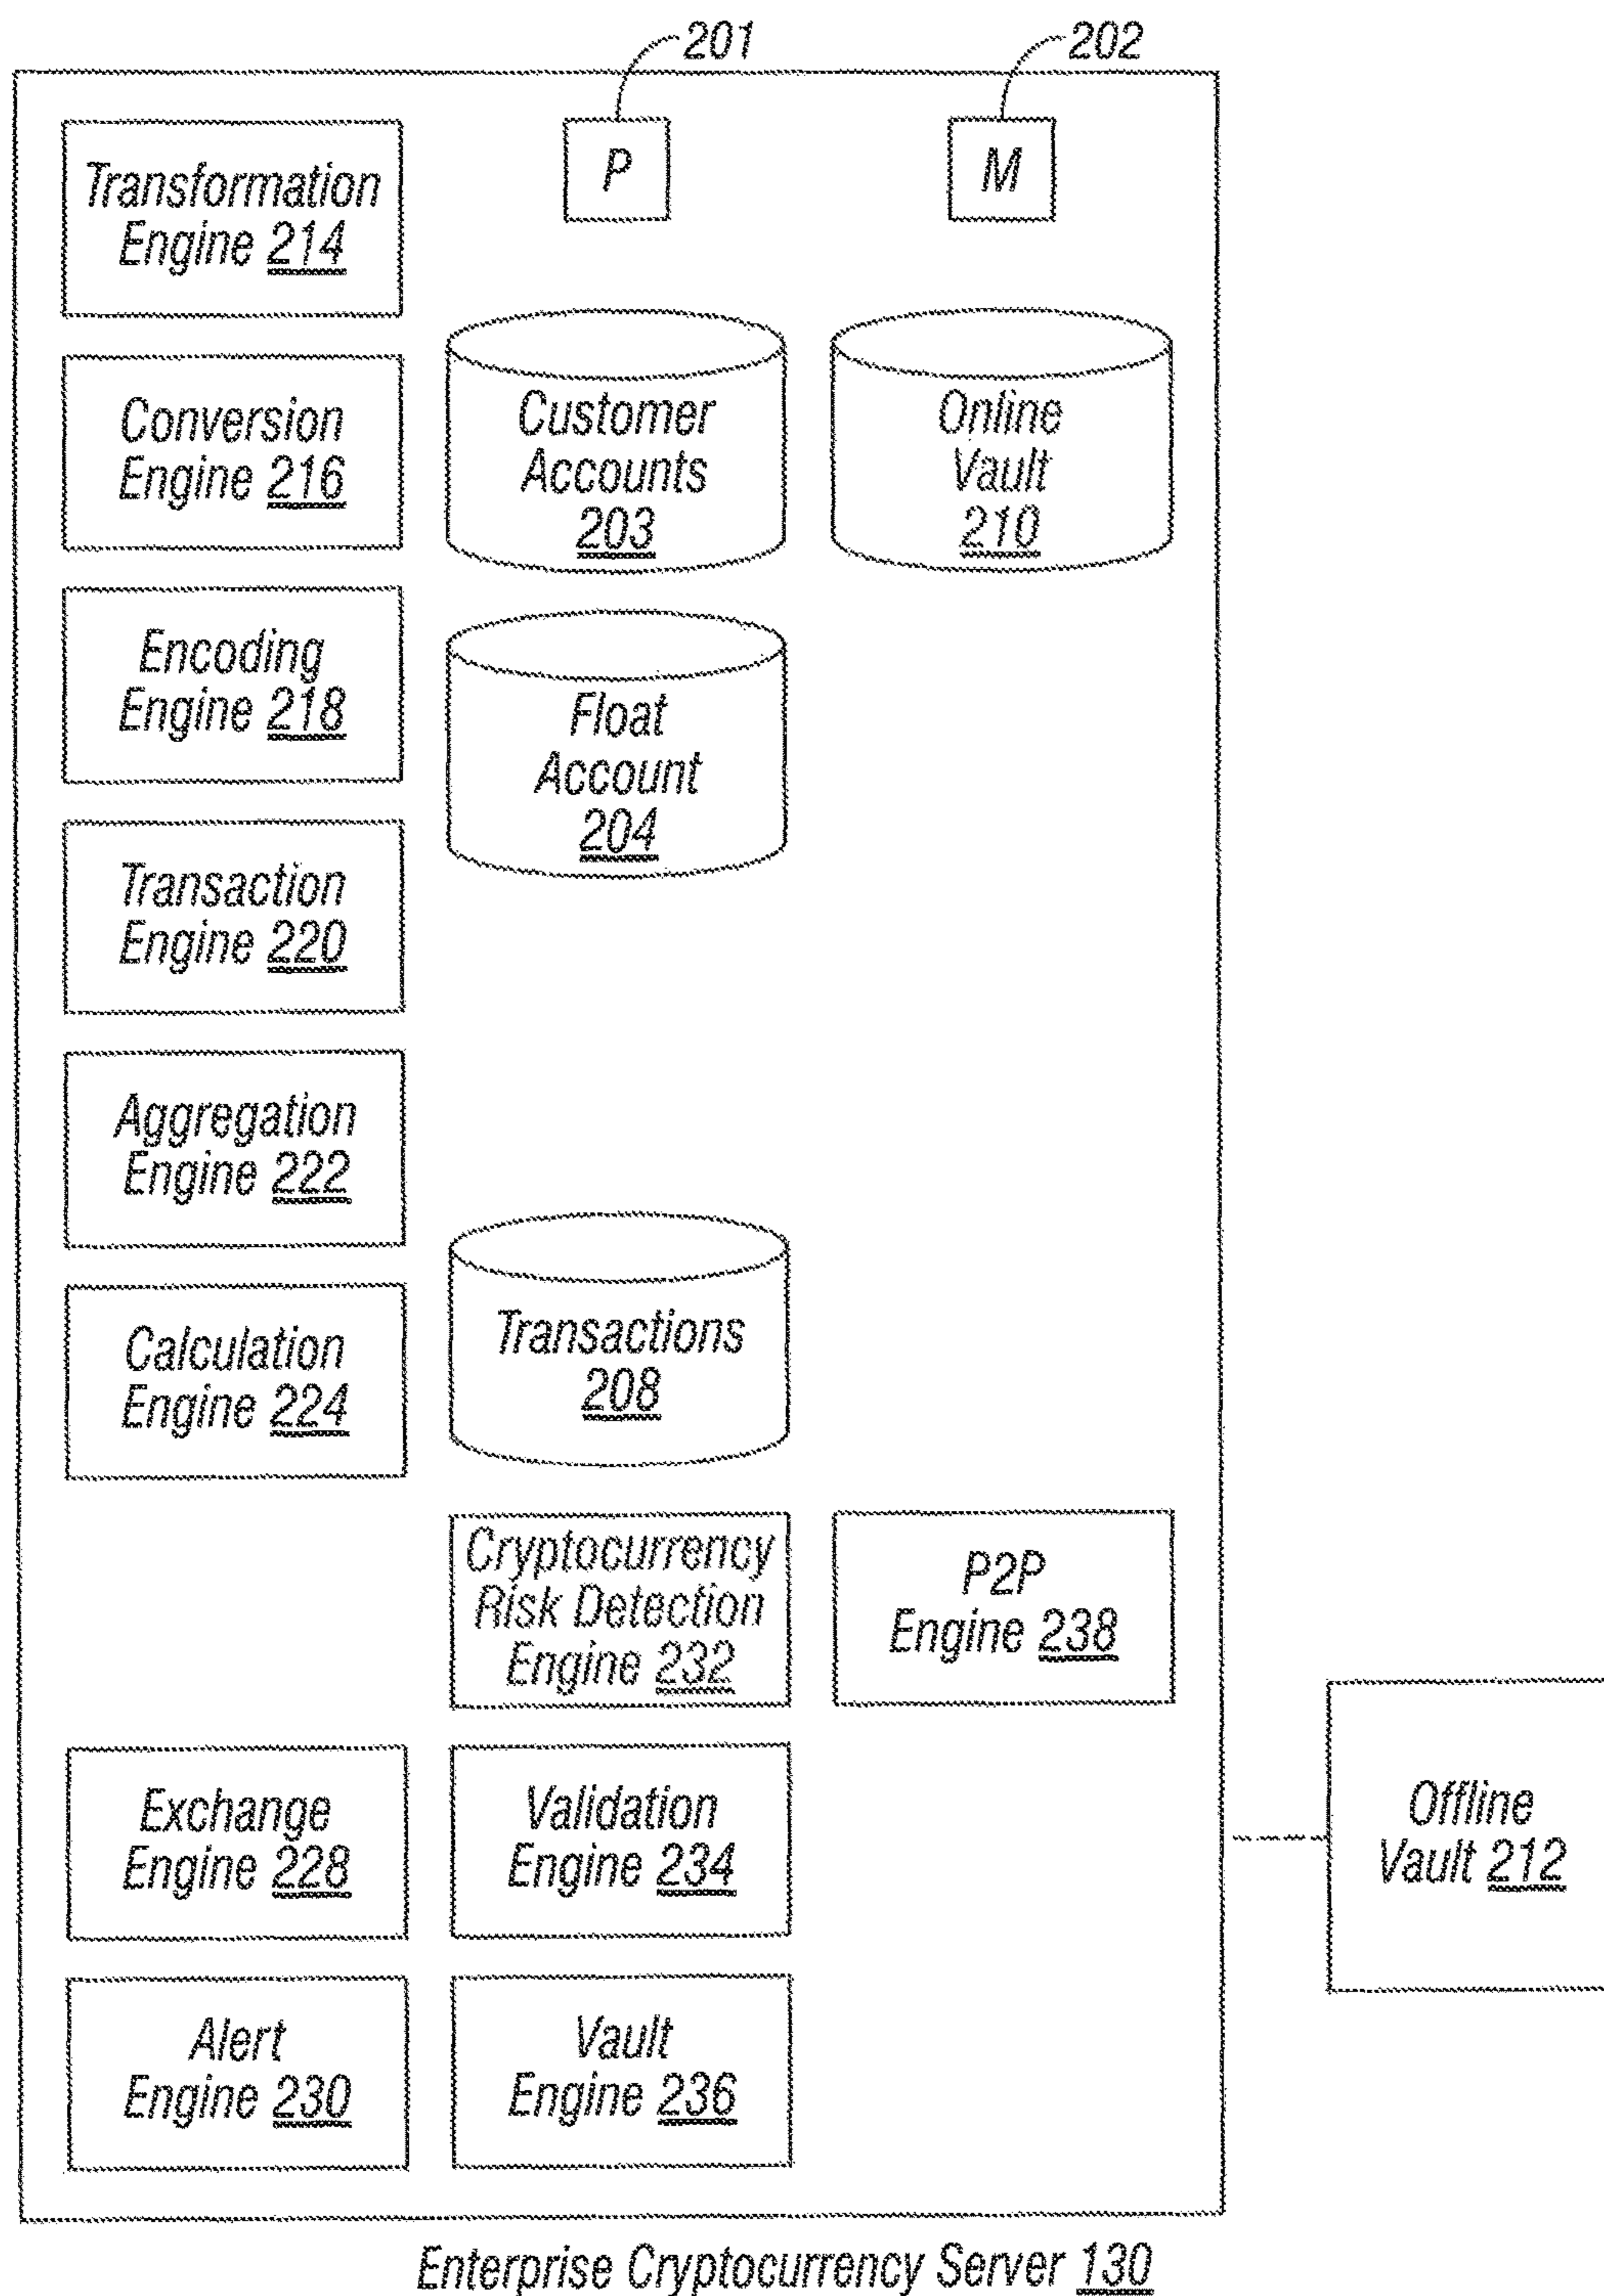 201
202
P
M
Transformation
Engine 214
Conversion
Engine 216
Customer
Accounts
203
Online
Vault
210
Encoding
Engine 218
Float
Account
204
Transaction
Engine 220
Aggregation
Engine 222
Calculation
Engine 224
Transactions
208
Cryptocurrency
Risk Detection
Engine 232
P2P
Engine 238
Exchange
Engine 228
Validation
Engine 234
Offline
Vault 212
Alert
Engine 230
Vault
Engine 236
Enterprise Cryptocurrency Server 130